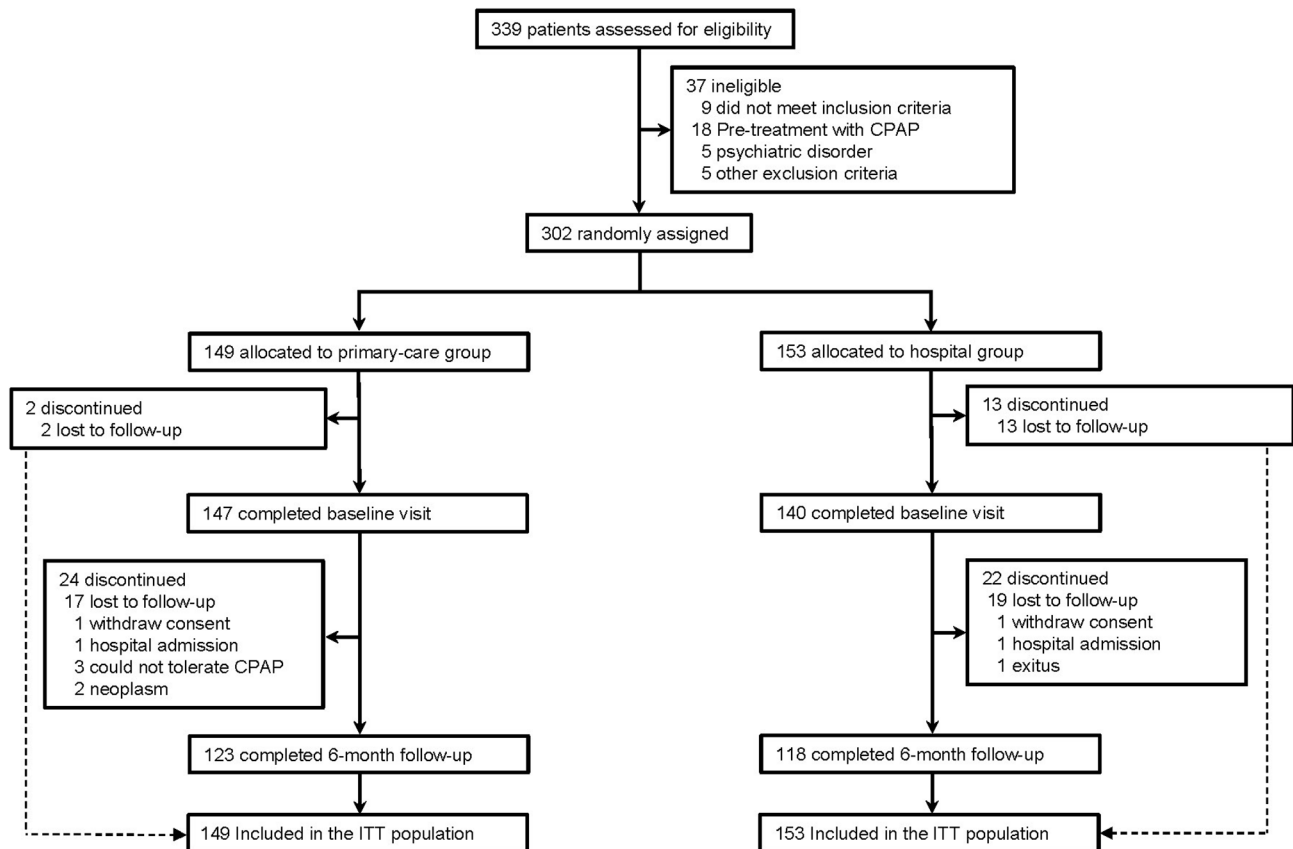 339 patients assessed for eligibility
37 ineligible
9 did not meet inclusion criteria
18 Pre-treatment with CPAP
5 psychiatric disorder
5 other exclusion criteria
302 randomly assigned
149 allocated to primary-care group
153 allocated to hospital group
2 discontinued
2 lost to follow-up
13 discontinued
13 lost to follow-up
147 completed baseline visit
140 completed baseline visit
24 discontinued
17 lost to follow-up
1 withdraw consent
1 hospital admission
3 could not tolerate CPAP
2 neoplasm
22 discontinued
19 lost to follow-up
1 withdraw consent
1 hospital admission
1 exitus
123 completed 6-month follow-up
118 completed 6-month follow-up
149 Included in the ITT population
153 Included in the ITT population